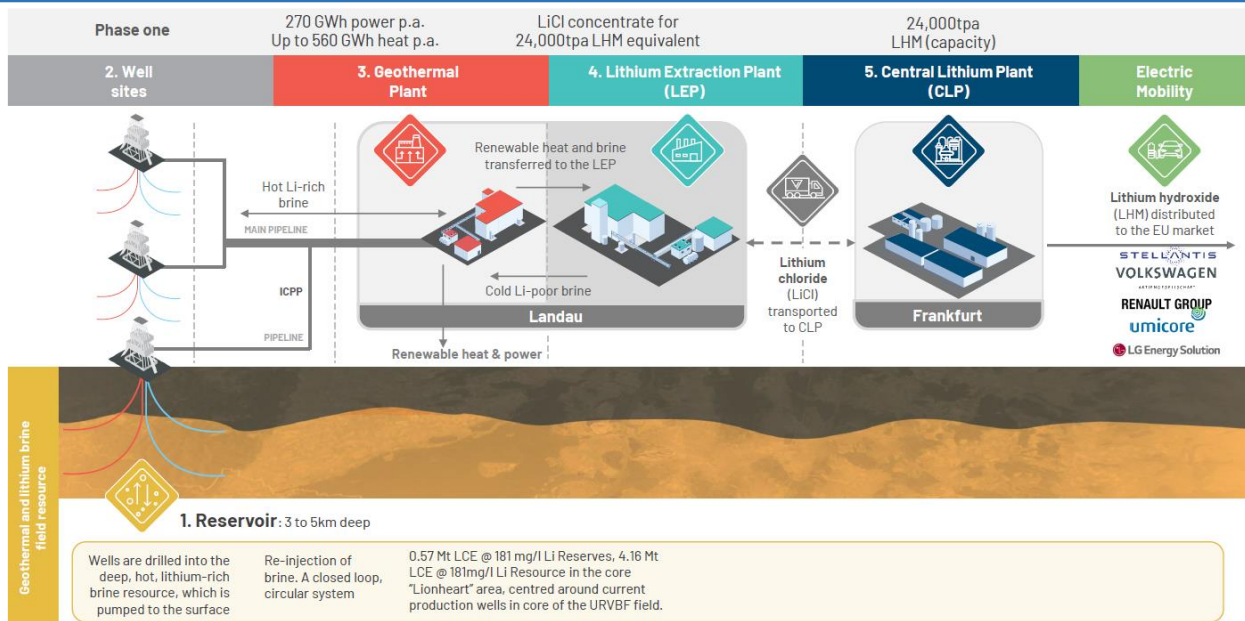 Phase one
270 GWh power p.a.
Up to 560 GWh heat p.a.
LiCl concentrate for
24,000tpa LHM equivalent
24,000tpa
LHM (capacity)
2. Well
sites
3. Geothermal
Plant
4. Lithium Extraction Plant
(LEP)
5. Central Lithium Plant
(CLP)
Electric
Mobility
Renewable heat and brine
transferred to the LEP
Hot Li-rich
brine
MAIN PIPELINE
ICPP
PIPELINE
Cold Li-poor brine
Landau
Renewable heat & power
Lithium
chloride
(LiCl)
transported
to CLP
Frankfurt
Lithium hydroxide
(LHM) distributed
to the EU market
STELLANTIS
VOLKSWAGEN
AKTIENGESELLSCHAFT
RENAULT GROUP
umicore
LG Energy Solution
Geothermal and lithium brine
field resource
1. Reservoir: 3 to 5km deep
Wells are drilled into the
deep, hot, lithium-rich
brine resource, which is
pumped to the surface
Re-injection of
brine. A closed loop,
circular system
0.57 Mt LCE @ 181 mg/l Li Reserves, 4.16 Mt
LCE @ 181mg/l Li Resource in the core
"Lionheart" area, centred around current
production wells in core of the URVBF field.